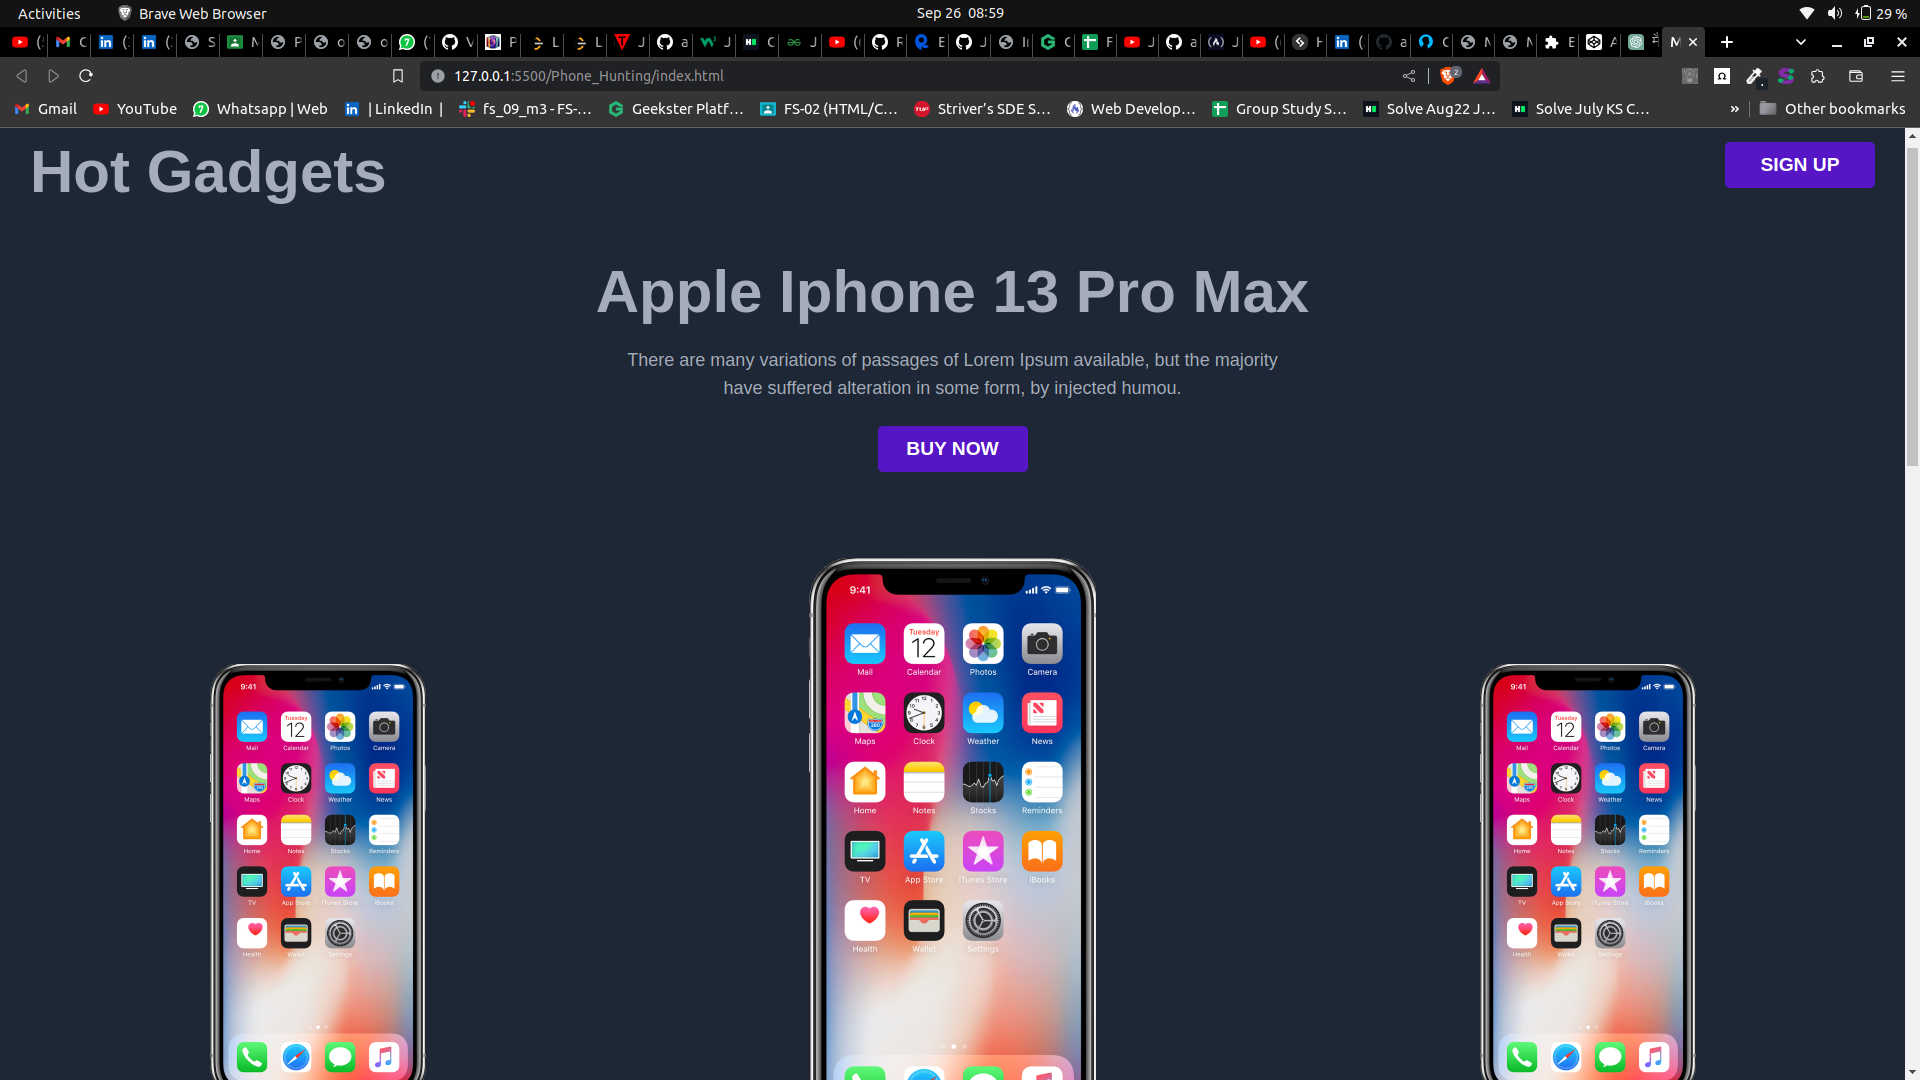 Activities Brave Web Browser Sep 26 08:59 29 %
127.0.0.1:5500/Phone_Hunting/index.html 2
Gmail YouTube Whatsapp | Web | LinkedIn | fs_09_m3 - FS-... Geekster Platf... FS-02 (HTML/C... Striver's SDE S... Web Develop... Group Study S... Solve Aug22 J... Solve July KS C... » Other bookmarks
Hot Gadgets SIGN UP
Apple Iphone 13 Pro Max
There are many variations of passages of Lorem Ipsum available, but the majority
have suffered alteration in some form, by injected humou.
BUY NOW
9:41
Tuesday
12
Mail Calendar Photos Camera
Maps Clock Weather News
Home Notes Stocks Reminders
TV App Store iTunes Store iBooks
Health Wallet Settings
9:41
Tuesday
12
Mail Calendar Photos Camera
Maps Clock Weather News
Home Notes Stocks Reminders
TV App Store iTunes Store iBooks
Health Wallet Settings
9:41
Tuesday
12
Mail Calendar Photos Camera
Maps Clock Weather News
Home Notes Stocks Reminders
TV App Store iTunes Store iBooks
Health Wallet Settings